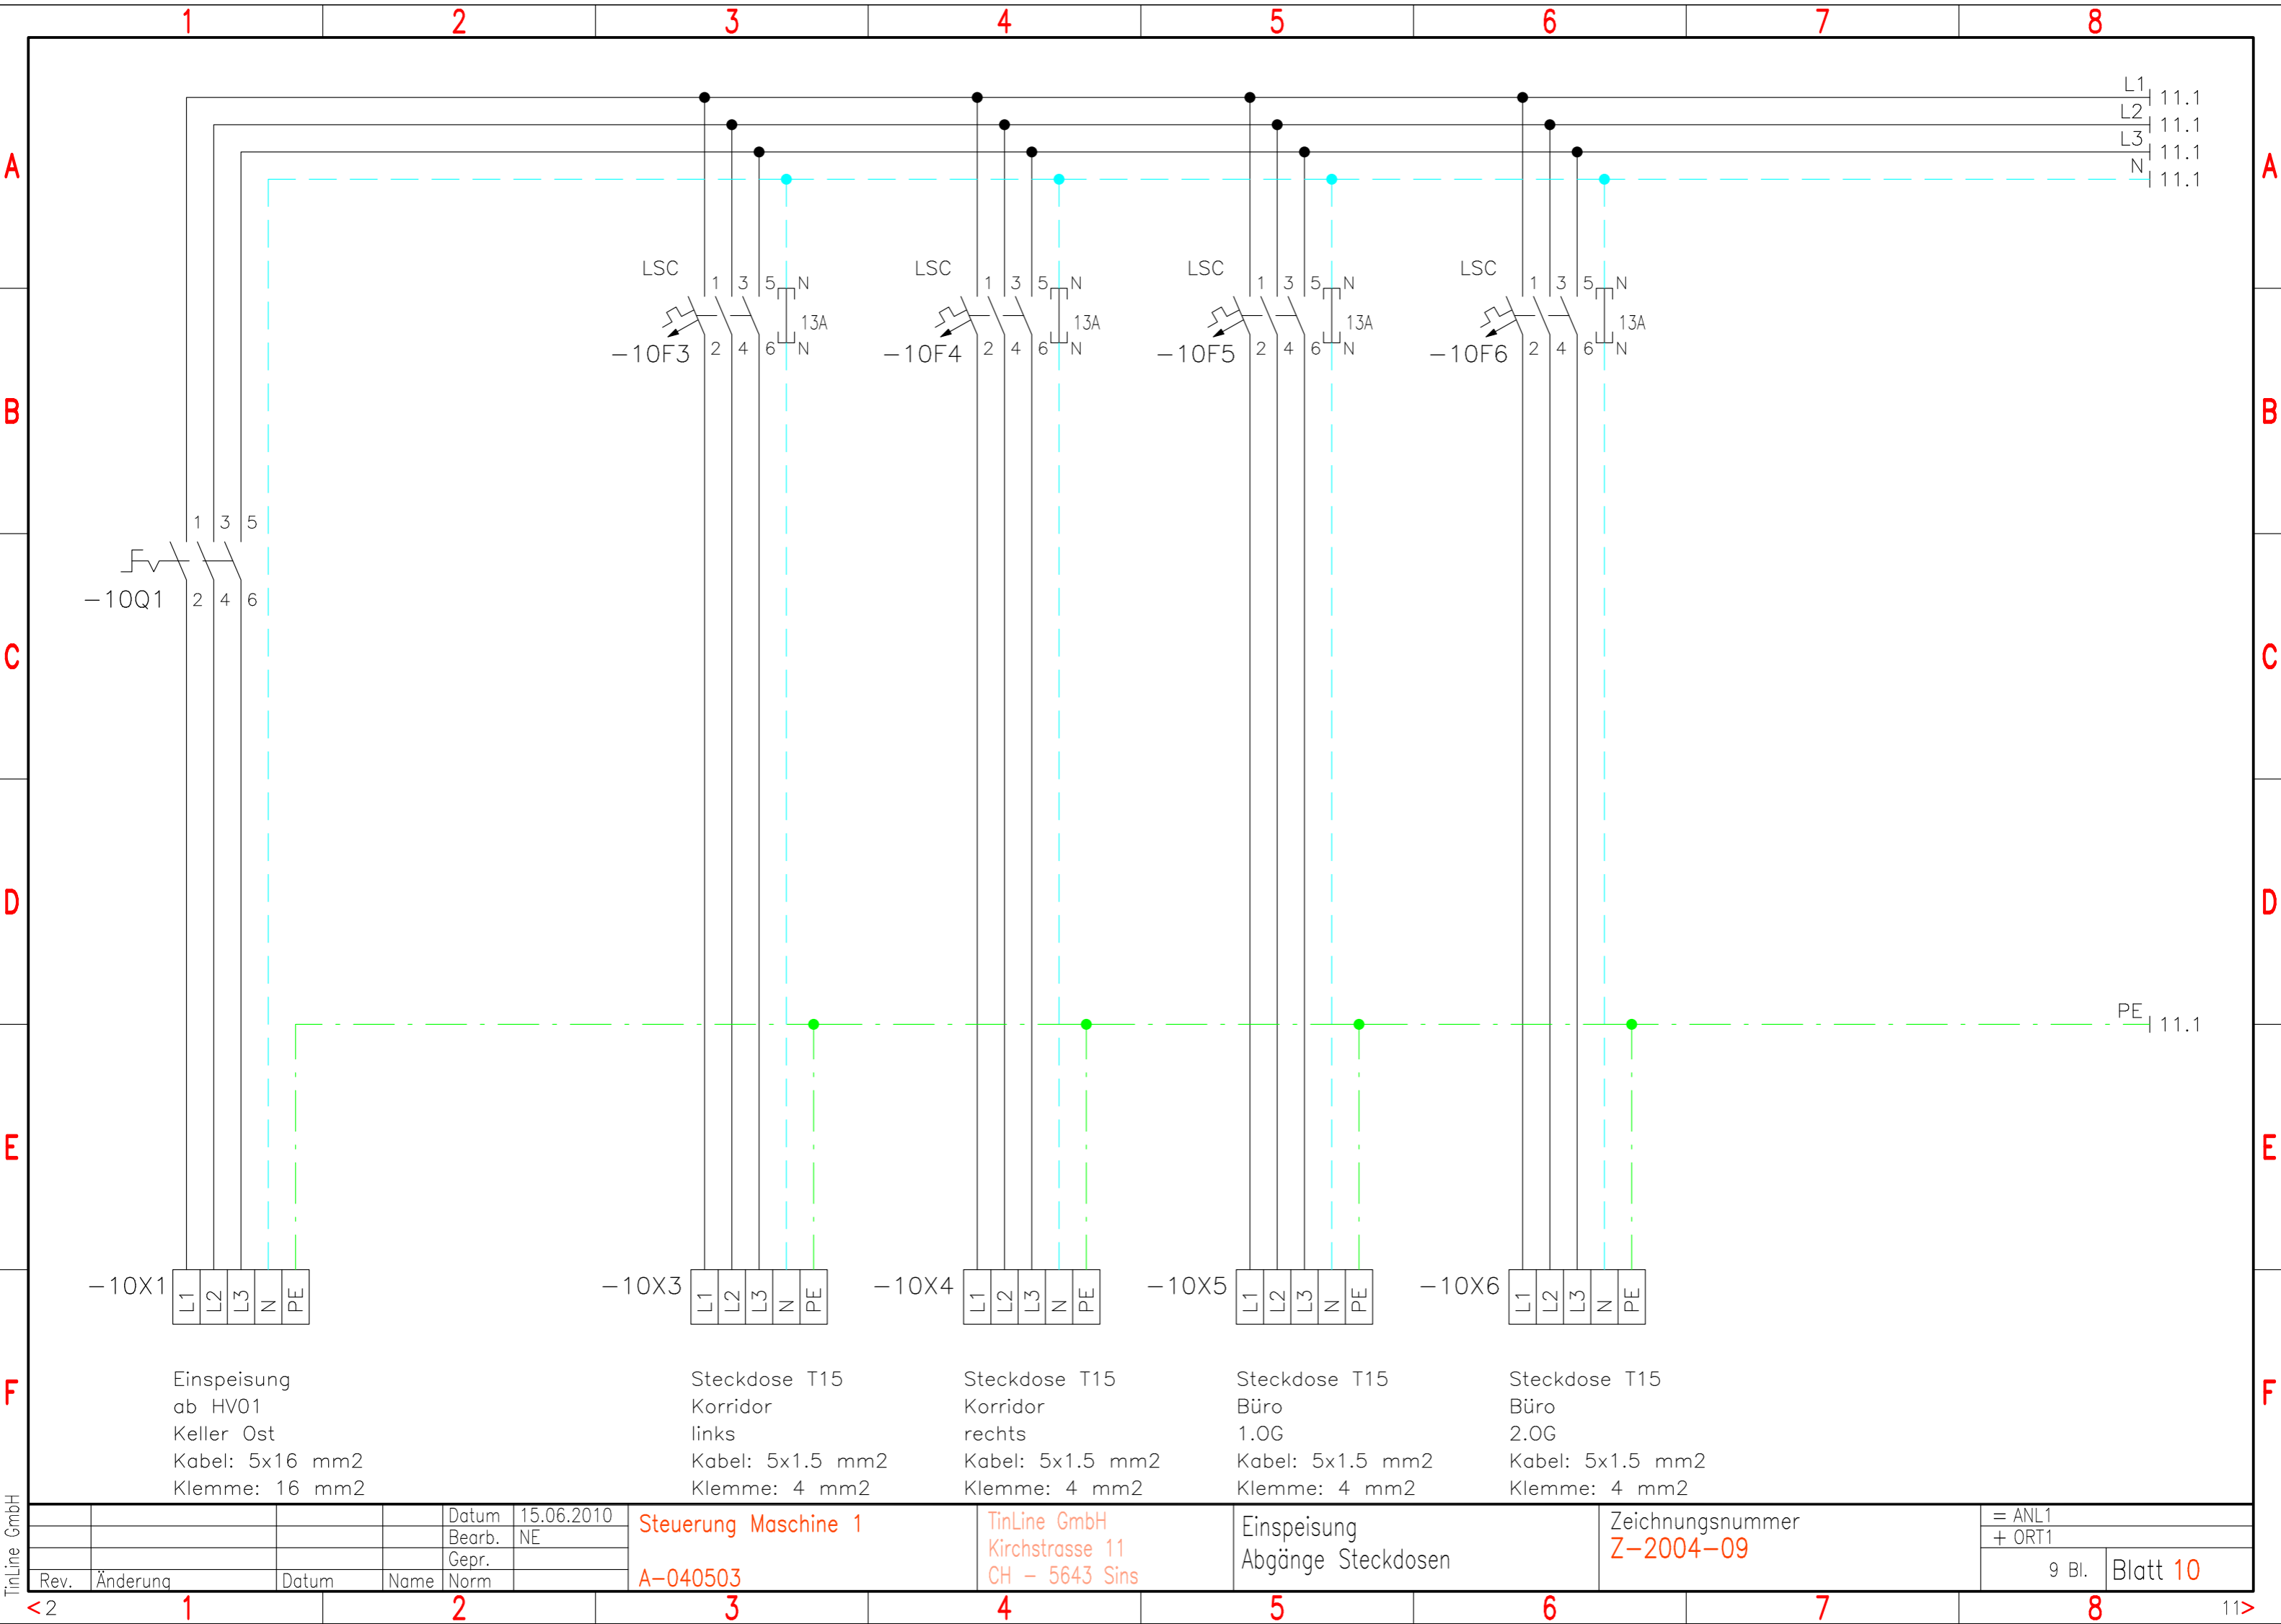 1 2 3 4 5 6 7 8
L1 11.1
L2 11.1
L3 11.1
N 11.1
A A
LSC LSC LSC LSC
1 3 5 N 1 3 5 N 1 3 5 N 1 3 5 N
13A 13A 13A 13A
-10F3 2 4 6 N -10F4 2 4 6 N -10F5 2 4 6 N -10F6 2 4 6 N
B B
1 3 5
-10Q1 2 4 6
C C
D D
PE 11.1
E E
-10X1 L1 L2 L3 N PE -10X3 L1 L2 L3 N PE -10X4 L1 L2 L3 N PE -10X5 L1 L2 L3 N PE -10X6 L1 L2 L3 N PE
F F
Einspeisung
ab HV01
Keller Ost
Kabel: 5x16 mm2
Klemme: 16 mm2
Steckdose T15
Korridor
links
Kabel: 5x1.5 mm2
Klemme: 4 mm2
Steckdose T15
Korridor
rechts
Kabel: 5x1.5 mm2
Klemme: 4 mm2
Steckdose T15
Büro
1.OG
Kabel: 5x1.5 mm2
Klemme: 4 mm2
Steckdose T15
Büro
2.OG
Kabel: 5x1.5 mm2
Klemme: 4 mm2
TinLine GmbH
Datum 15.06.2010
Bearb. NE
Gepr.
Rev. Änderung Datum Name Norm
Steuerung Maschine 1
A-040503
TinLine GmbH
Kirchstrasse 11
CH - 5643 Sins
Einspeisung
Abgänge Steckdosen
Zeichnungsnummer
Z-2004-09
= ANL1
+ ORT1
9 Bl. Blatt 10
<2 1 2 3 4 5 6 7 8 11>